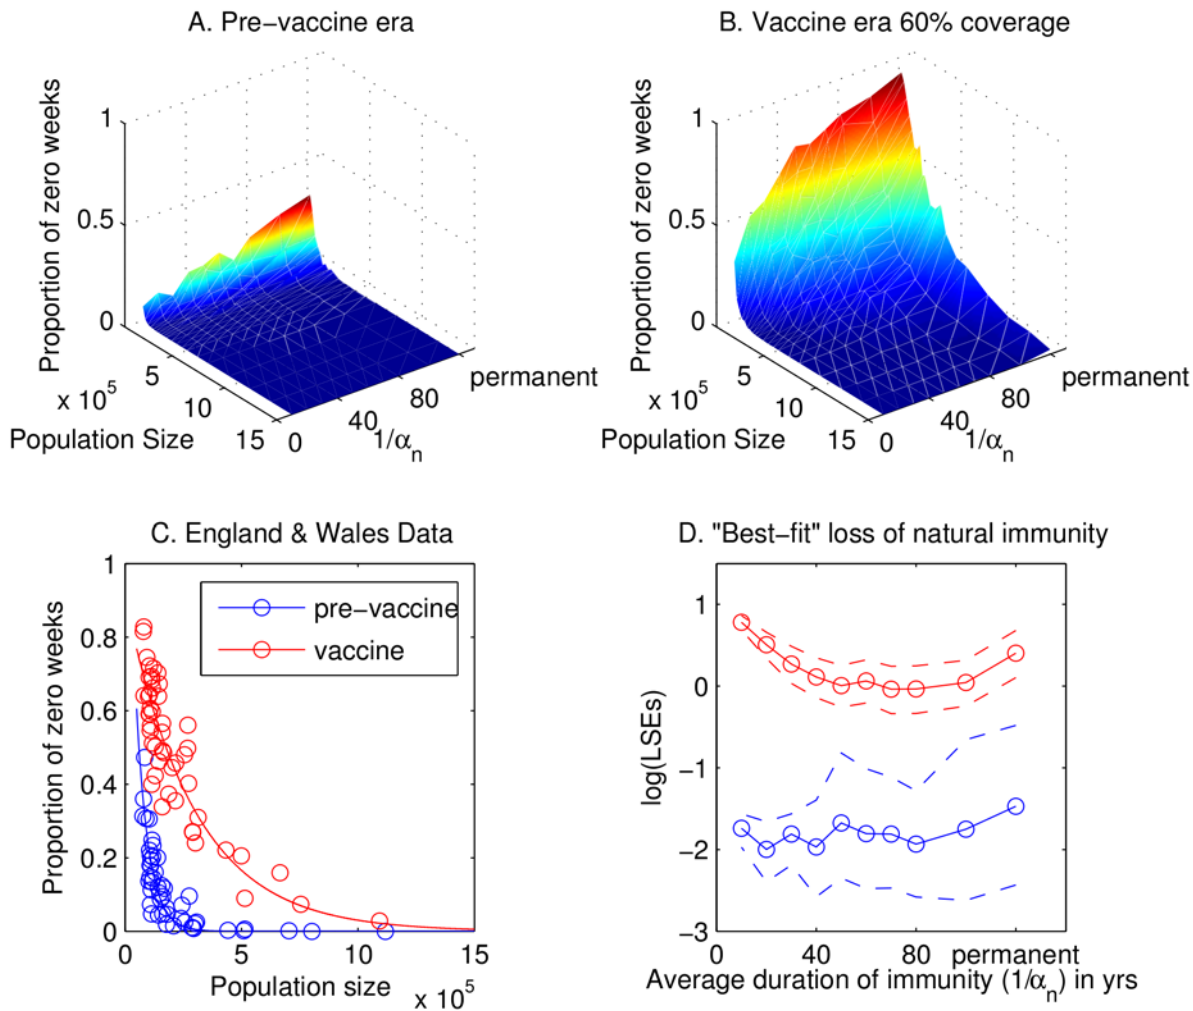 A. Pre-vaccine era
B. Vaccine era 60% coverage
Proportion of zero weeks
1
0.5
0
5
10
15
x 10^5
Population Size
0
40
80
permanent
1/α_n
Proportion of zero weeks
1
0.5
0
5
10
15
x 10^5
Population Size
0
40
80
permanent
1/α_n
C. England & Wales Data
Proportion of zero weeks
1
0.8
0.6
0.4
0.2
0
pre-vaccine
vaccine
0
5
10
15
Population size
x 10^5
D. "Best-fit" loss of natural immunity
log(LSEs)
1
0
-1
-2
-3
0
40
80
permanent
Average duration of immunity (1/α_n) in yrs